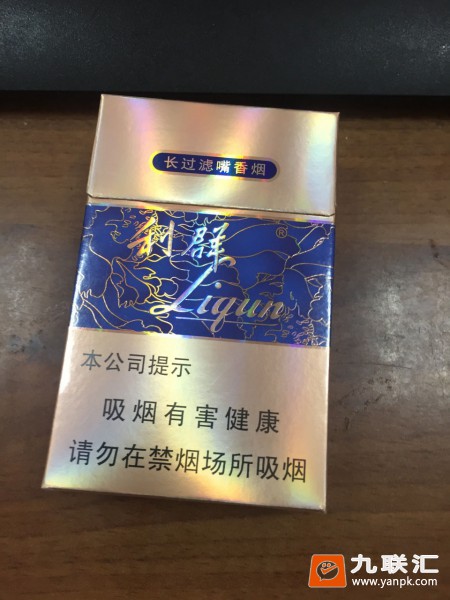 长过滤嘴香烟
利群®
Liqun
本公司提示
吸烟有害健康
请勿在禁烟场所吸烟
九联汇
www.yanpk.com